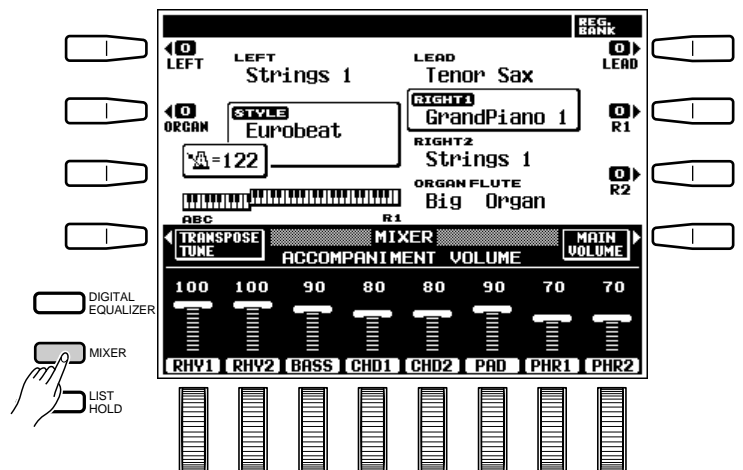 REG. BANK
0 LEFT
LEFT
Strings 1
LEAD
Tenor Sax
0 LEAD
0 ORGAN
STYLE
Eurobeat
=122
RIGHT1
GrandPiano 1
0 R1
RIGHT2
Strings 1
0 R2
ORGAN FLUTE
Big Organ
ABC
R1
TRANSPOSE TUNE
MIXER
MAIN VOLUME
ACCOMPANIMENT VOLUME
100 100 90 80 80 90 70 70
RHY1 RHY2 BASS CHD1 CHD2 PAD PHR1 PHR2
DIGITAL EQUALIZER
MIXER
LIST HOLD